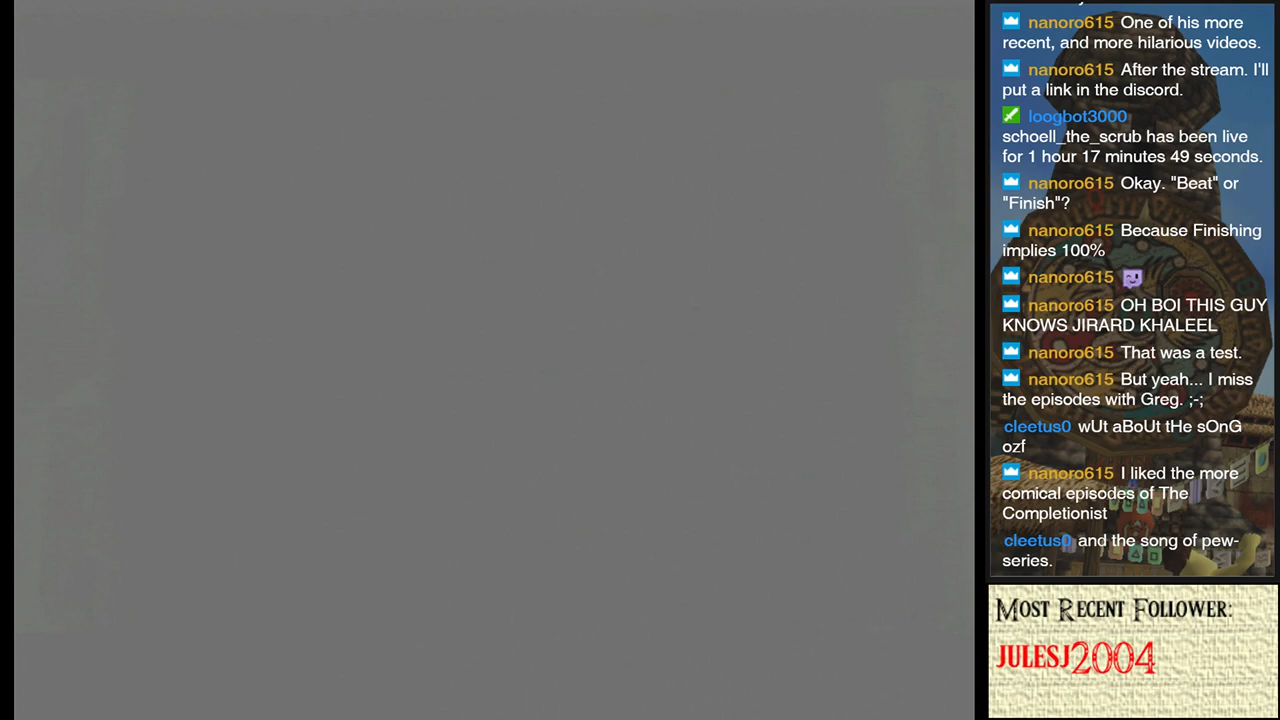 nanoro615 One of his more
recent, and more hilarious videos.
nanoro615 After the stream. I'll
put a link in the discord.
loogbot3000
schoell_the_scrub has been live
for 1 hour 17 minutes 49 seconds.
nanoro615 Okay. "Beat" or
"Finish"?
nanoro615 Because Finishing
implies 100%
nanoro615
nanoro615 OH BOI THIS GUY
KNOWS JIRARD KHALEEL
nanoro615 That was a test.
nanoro615 But yeah... I miss
the episodes with Greg. ;-;
cleetus0 wUt aBoUt tHe sOnG
ozf
nanoro615 I liked the more
comical episodes of The
Completionist
cleetus0 and the song of pew-
series.
Most Recent Follower:
julesj2004